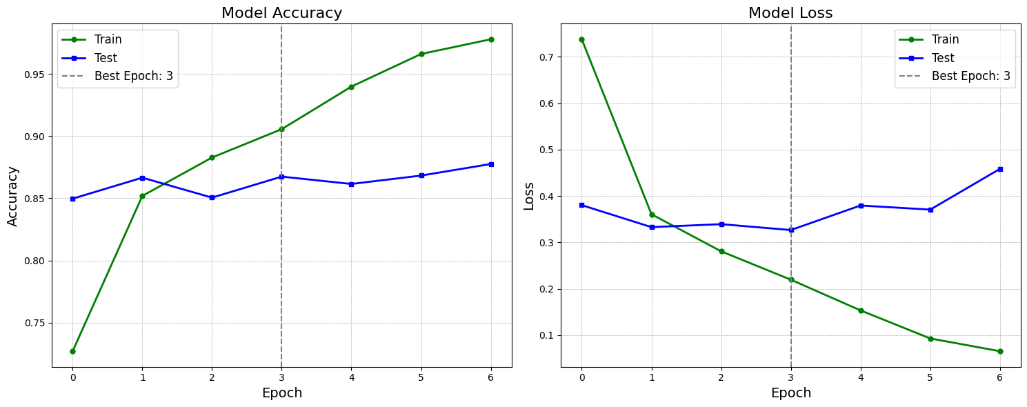 Model Accuracy
Train
Test
Best Epoch: 3
0.95
0.90
0.85
0.80
0.75
Accuracy
0 1 2 3 4 5 6
Epoch
Model Loss
Train
Test
Best Epoch: 3
0.7
0.6
0.5
0.4
0.3
0.2
0.1
Loss
0 1 2 3 4 5 6
Epoch